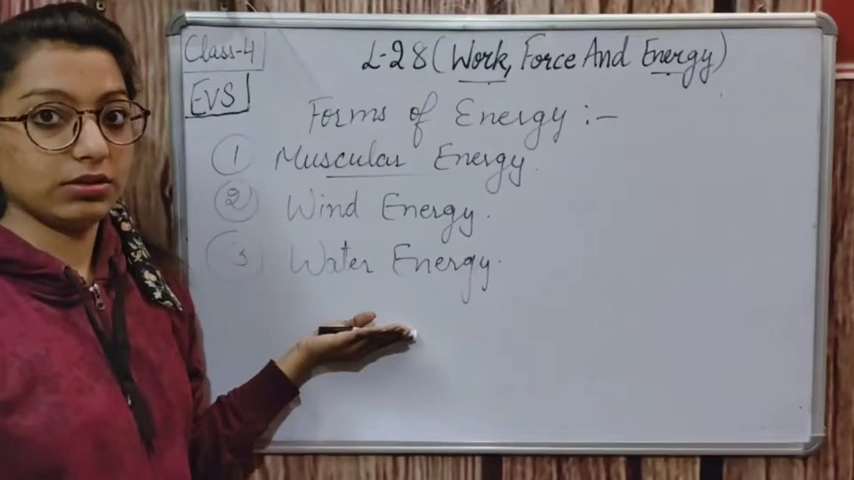 Class-4
L-28 (Work, Force And Energy)
EVS
Forms of Energy :-
1 Muscular Energy.
2 Wind Energy.
3 Water Energy.